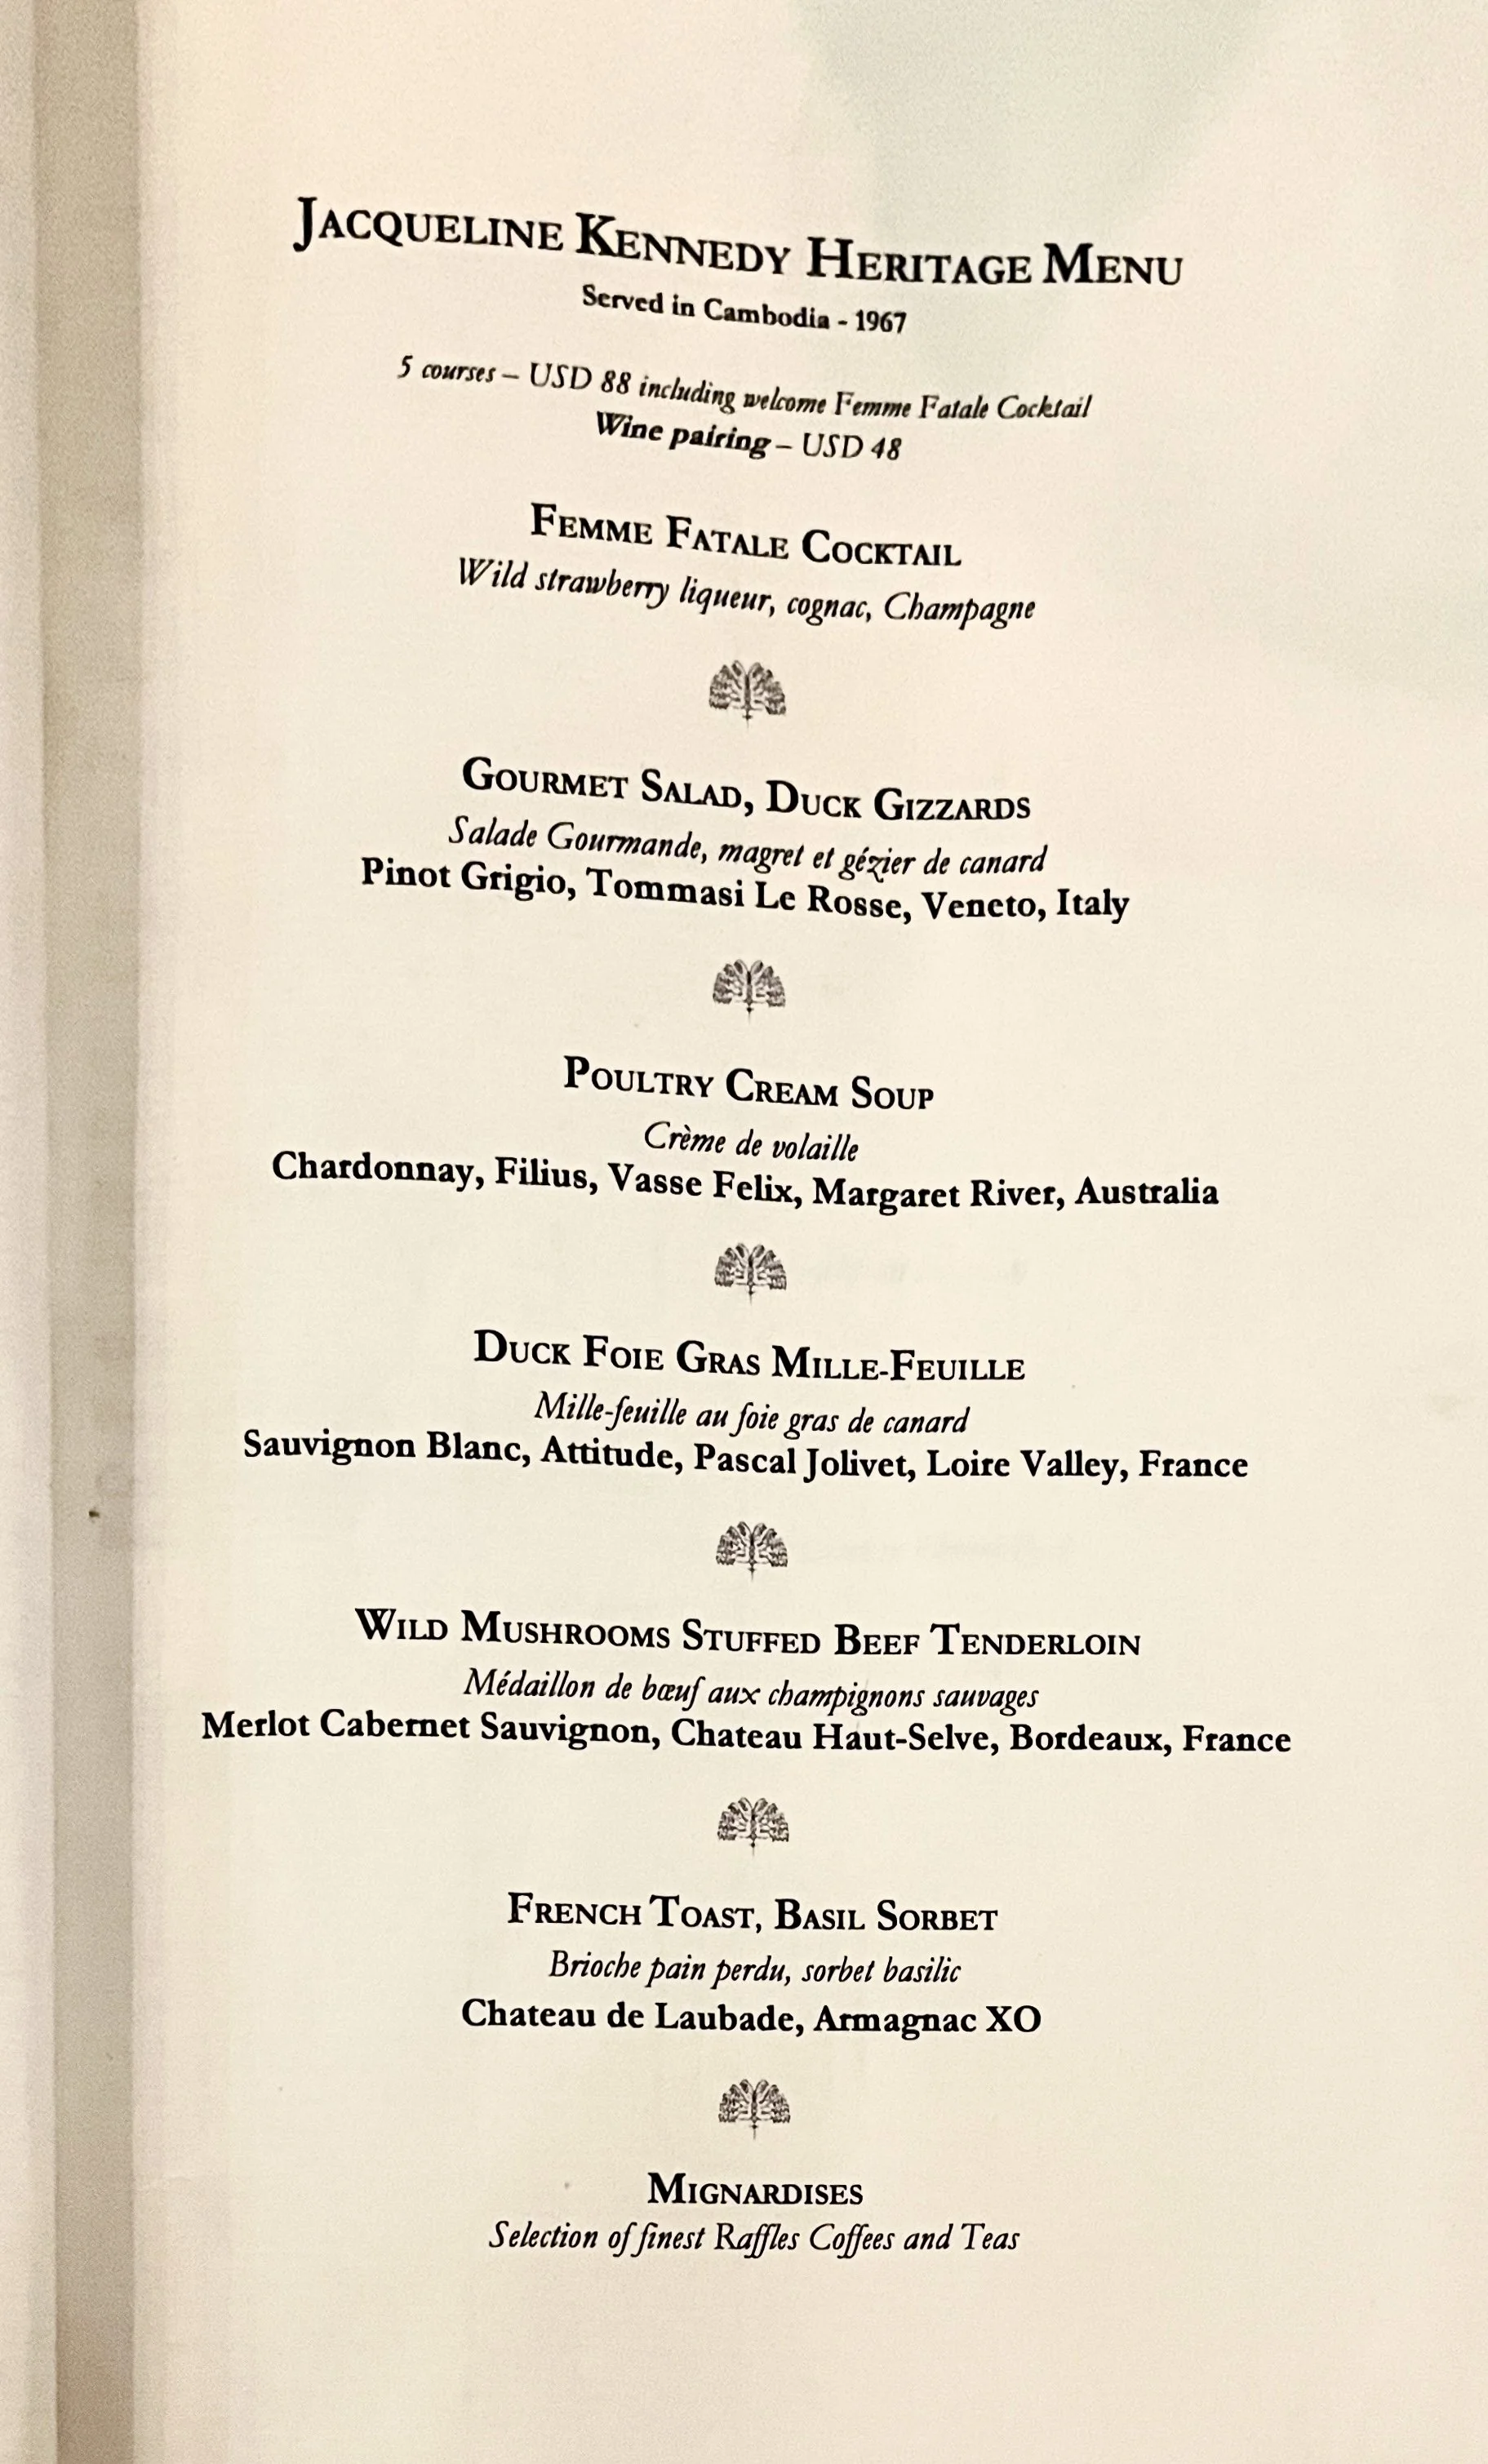 Jacqueline Kennedy Heritage Menu
Served in Cambodia - 1967
5 courses – USD 88 including welcome Femme Fatale Cocktail
Wine pairing – USD 48
Femme Fatale Cocktail
Wild strawberry liqueur, cognac, Champagne
Gourmet Salad, Duck Gizzards
Salade Gourmande, magret et gézier de canard
Pinot Grigio, Tommasi Le Rosse, Veneto, Italy
Poultry Cream Soup
Crème de volaille
Chardonnay, Filius, Vasse Felix, Margaret River, Australia
Duck Foie Gras Mille-Feuille
Mille-feuille au foie gras de canard
Sauvignon Blanc, Attitude, Pascal Jolivet, Loire Valley, France
Wild Mushrooms Stuffed Beef Tenderloin
Médaillon de bœuf aux champignons sauvages
Merlot Cabernet Sauvignon, Chateau Haut-Selve, Bordeaux, France
French Toast, Basil Sorbet
Brioche pain perdu, sorbet basilic
Chateau de Laubade, Armagnac XO
Mignardises
Selection of finest Raffles Coffees and Teas